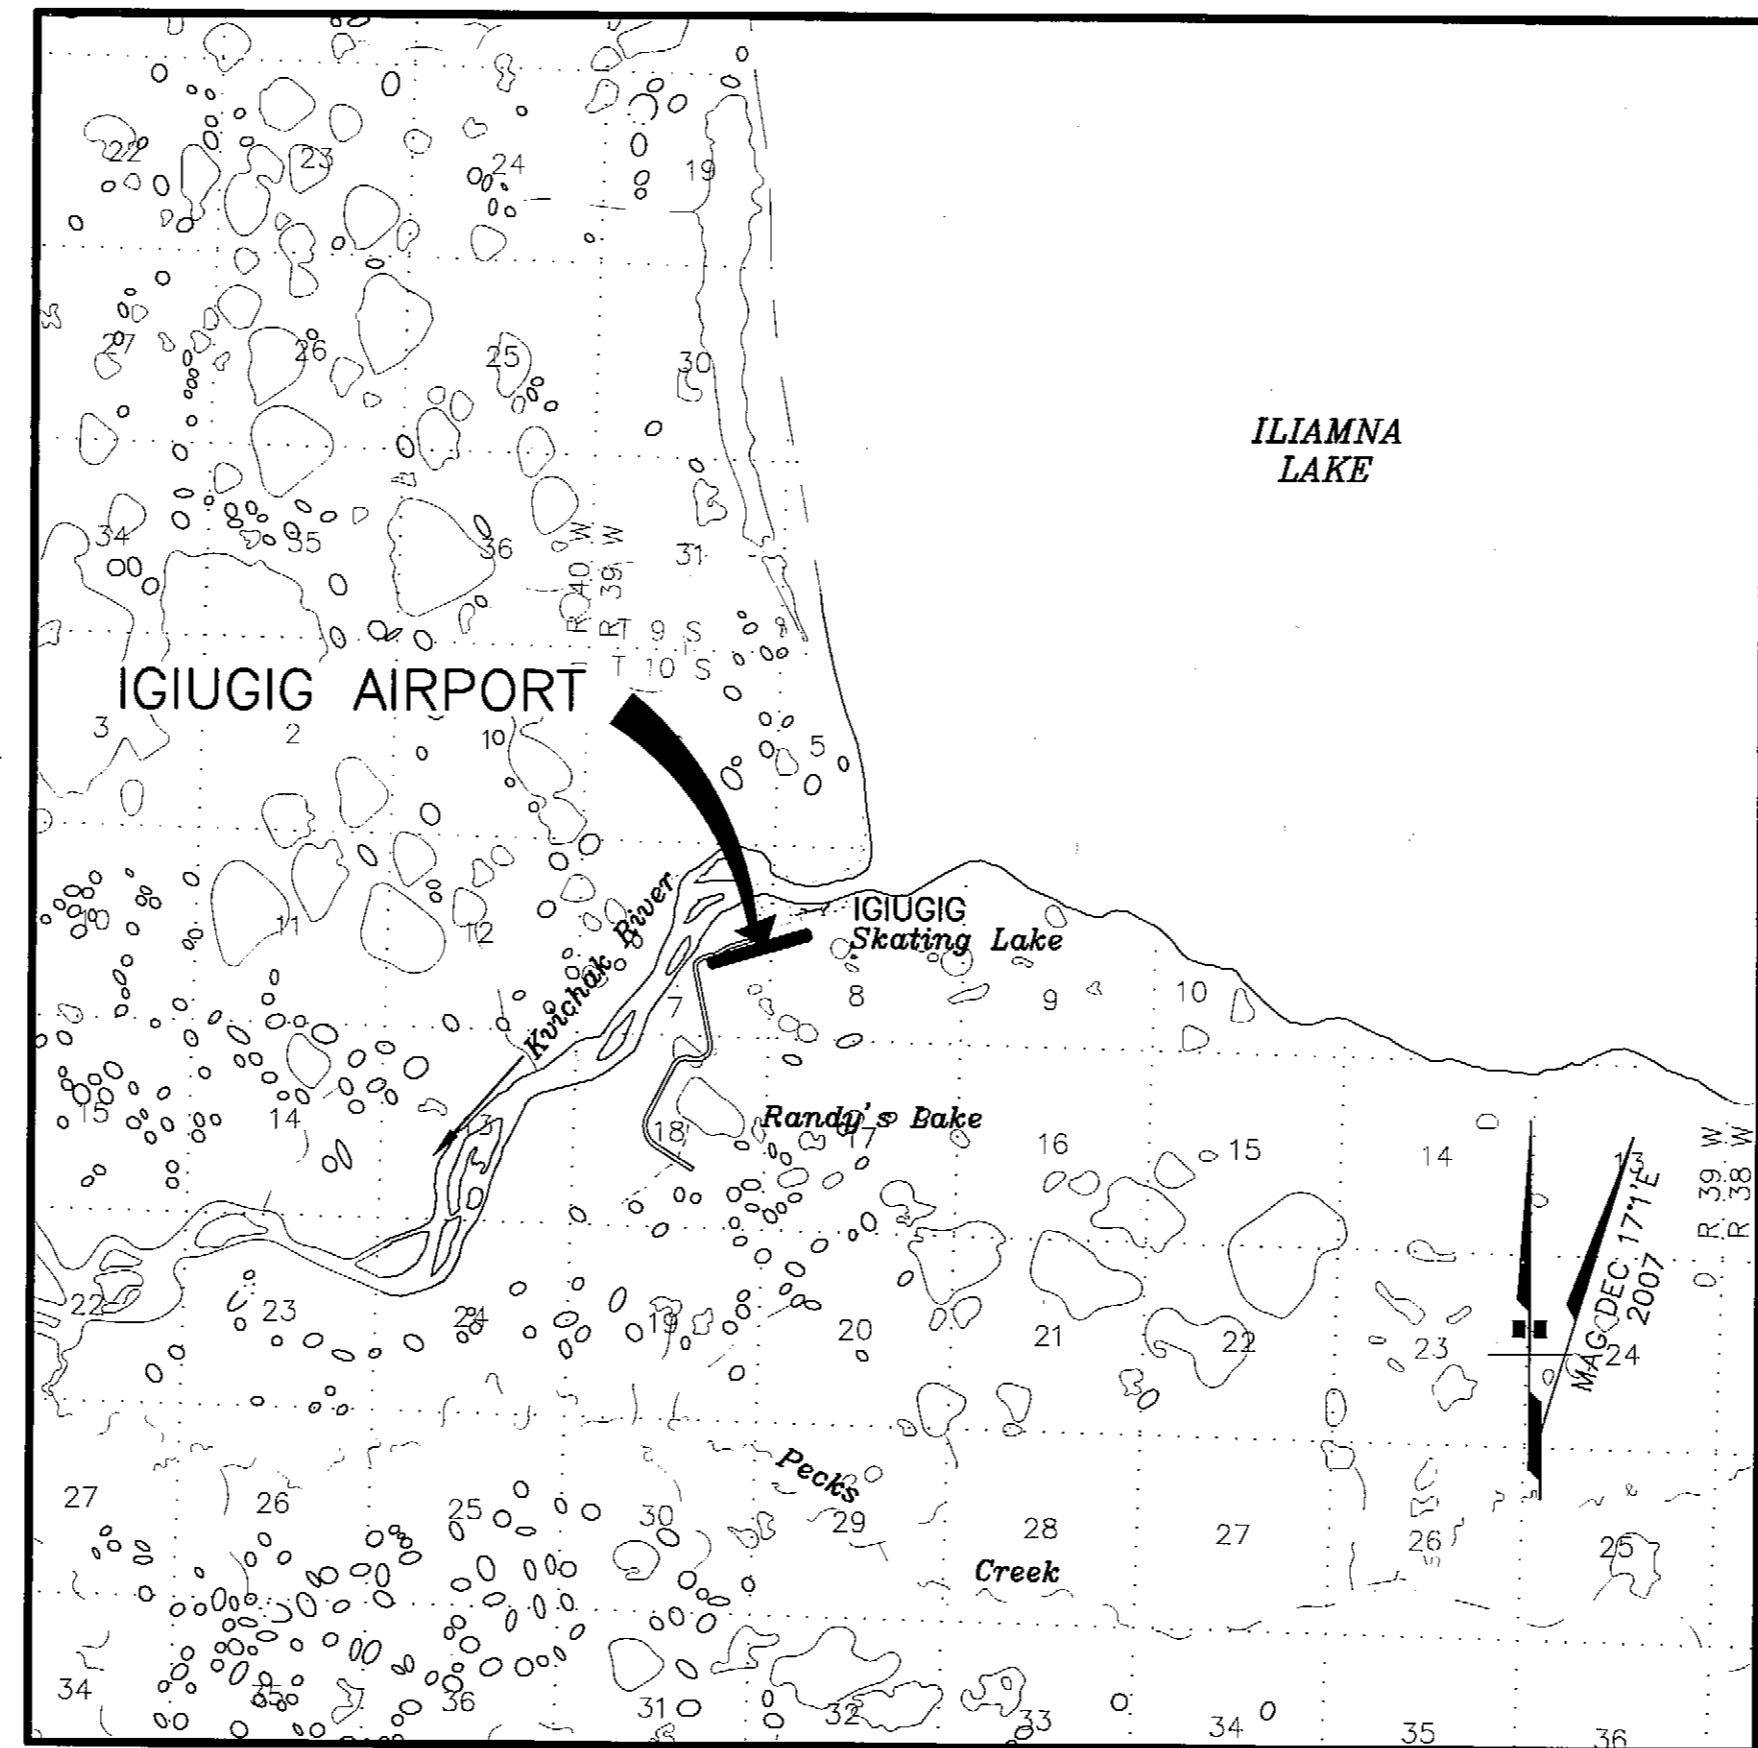 22 23 24 19
27 26 25 30
ILIAMNA
LAKE
34 35 36 31
R 40 W
R 39 W
T 9 S
T 10 S
IGIUGIG AIRPORT
3 2 10 5
11 12
Kvichak River
IGIUGIG
Skating Lake
7 8 9 10
15 14 13 18 17 16 15 14 13
Randy's Bake
R 39 W
R 38 W
MAG DEC 17°1'E
2007
22 23 24 19 20 21 22 23 24
Pecks
Creek
27 26 25 30 29 28 27 26 25
34 35 36 31 32 33 34 35 36